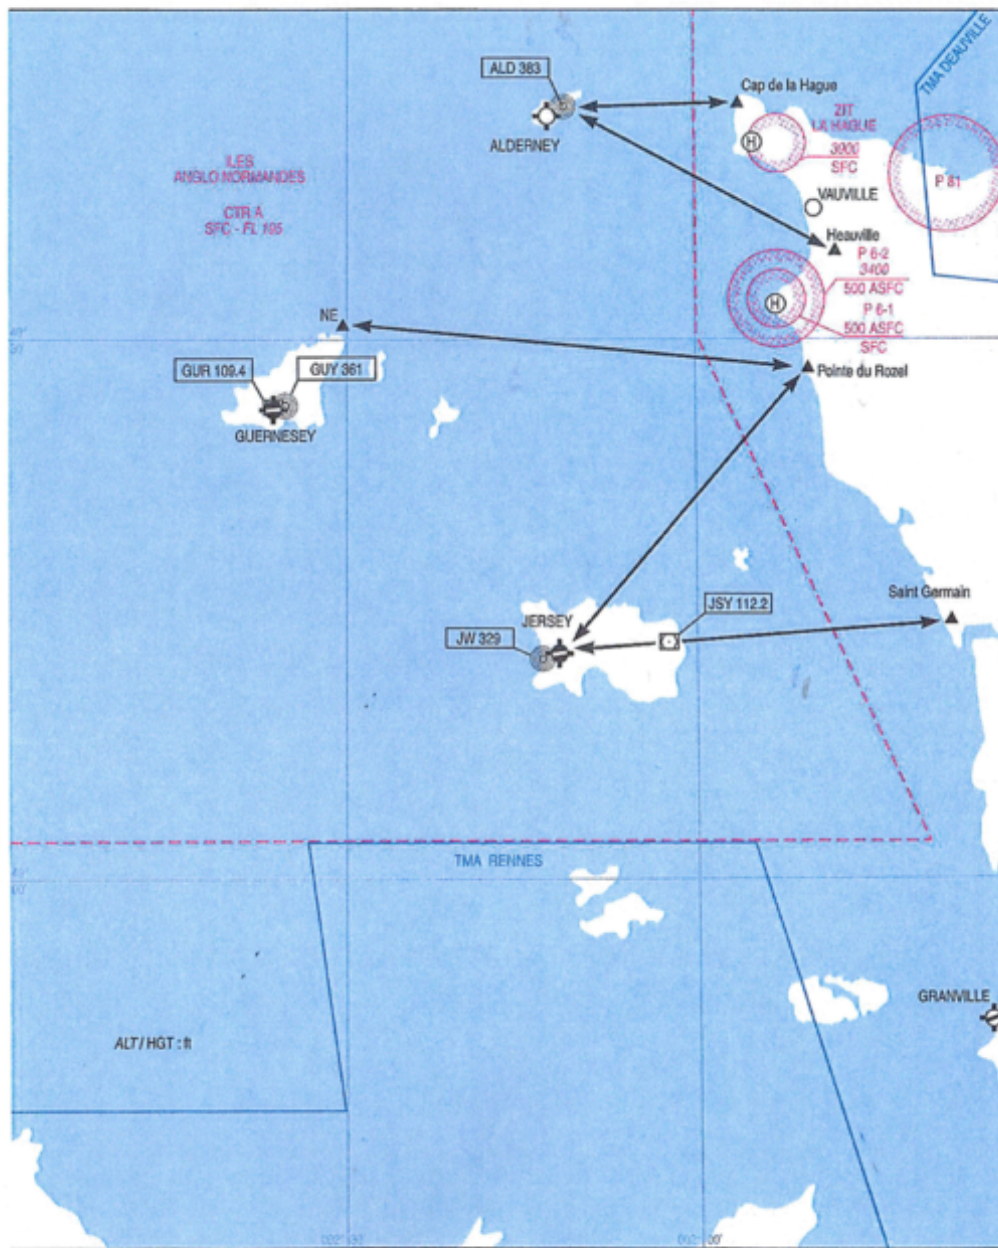 TMA DEAUVILLE
ALD 383
Cap de la Hague
ALDERNEY
ZIT
LA HAGUE
3900
SFC
ILES
ANGLO NORMANDES
CTR A
SFC - FL 195
P 81
VAUVILLE
Heauville
P 6-2
3400
500 ASFC
P 6-1
500 ASFC
SFC
NE
GUR 109.4
GUY 361
Pointe du Rozel
GUERNESEY
Saint Germain
JSY 112.2
JERSEY
JW 329
TMA RENNES
GRANVILLE
ALT / HGT : ft
H
H